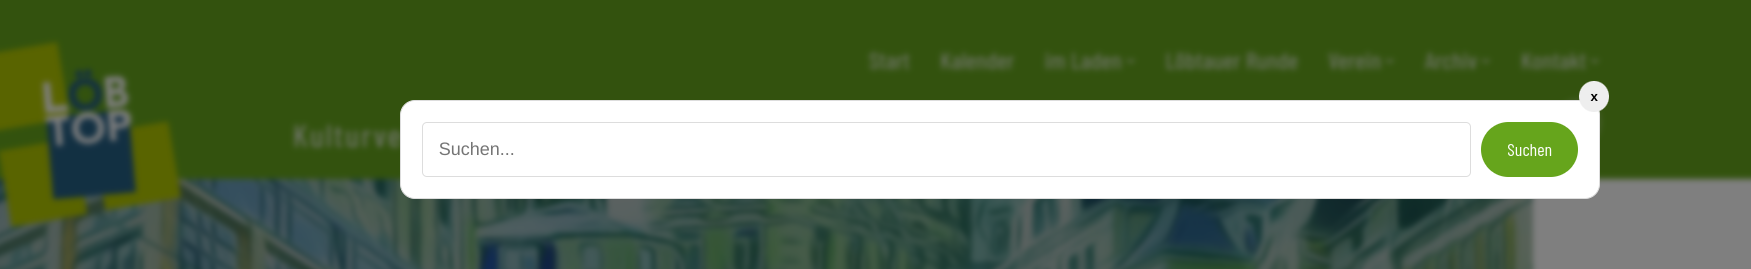 Start Kalender Im Laden Löbtauer Runde Verein Archiv Kontakt
x
LÖB
TOP
Kulturve
Suchen...
Suchen